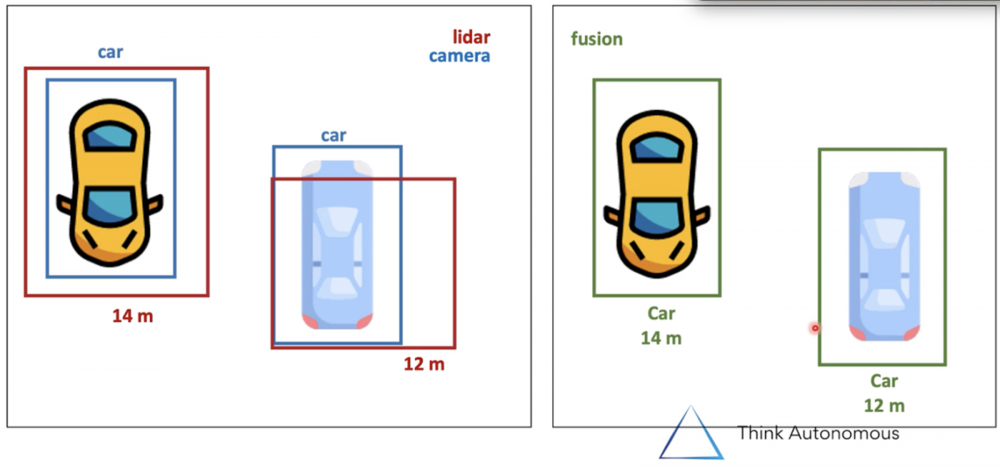 car
lidar
camera
car
14 m
12 m
fusion
Car
14 m
Car
12 m
Think Autonomous